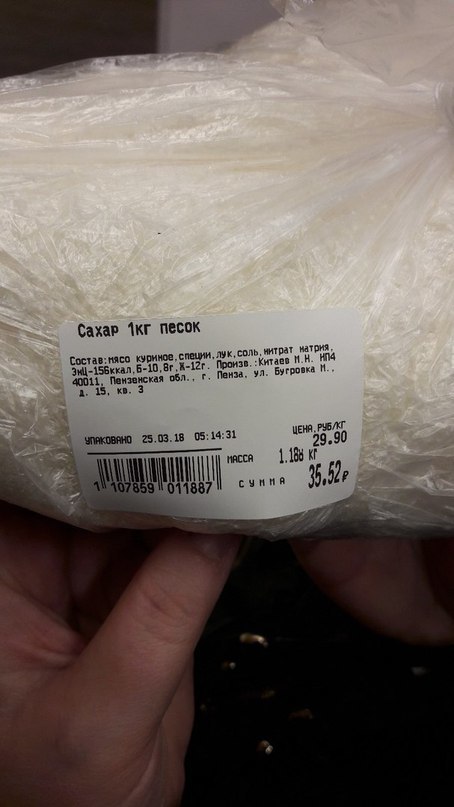 Сахар 1кг песок
Состав:мясо куриное,специи,лук,соль,нитрат натрия,
ЭнЦ-156ккал,Б-10,8г,Ж-12г. Произв.:Китаев М.Н. ИП4
40011, Пензенская обл., г. Пенза, ул. Бугровка М.,
д. 15, кв. 3
ЦЕНА,РУБ/КГ
УПАКОВАНО 25.03.18 05:14:31
29.90
МАССА 1.188 кг
СУММА 35.52₽
1 107859 011887